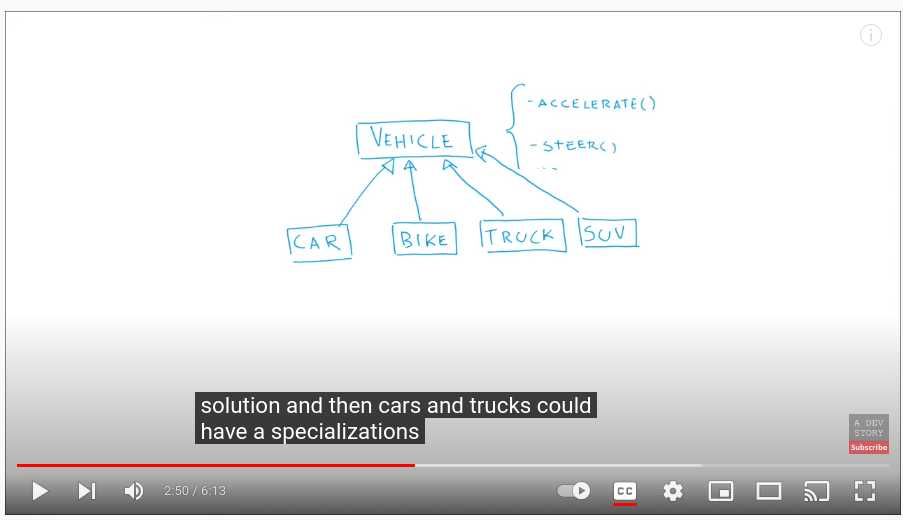 - ACCELERATE()
VEHICLE
- STEER()
...
CAR
BIKE
TRUCK
SUV
solution and then cars and trucks could
have a specializations
A DEV
STORY
Subscribe
2:50 / 6:13
CC